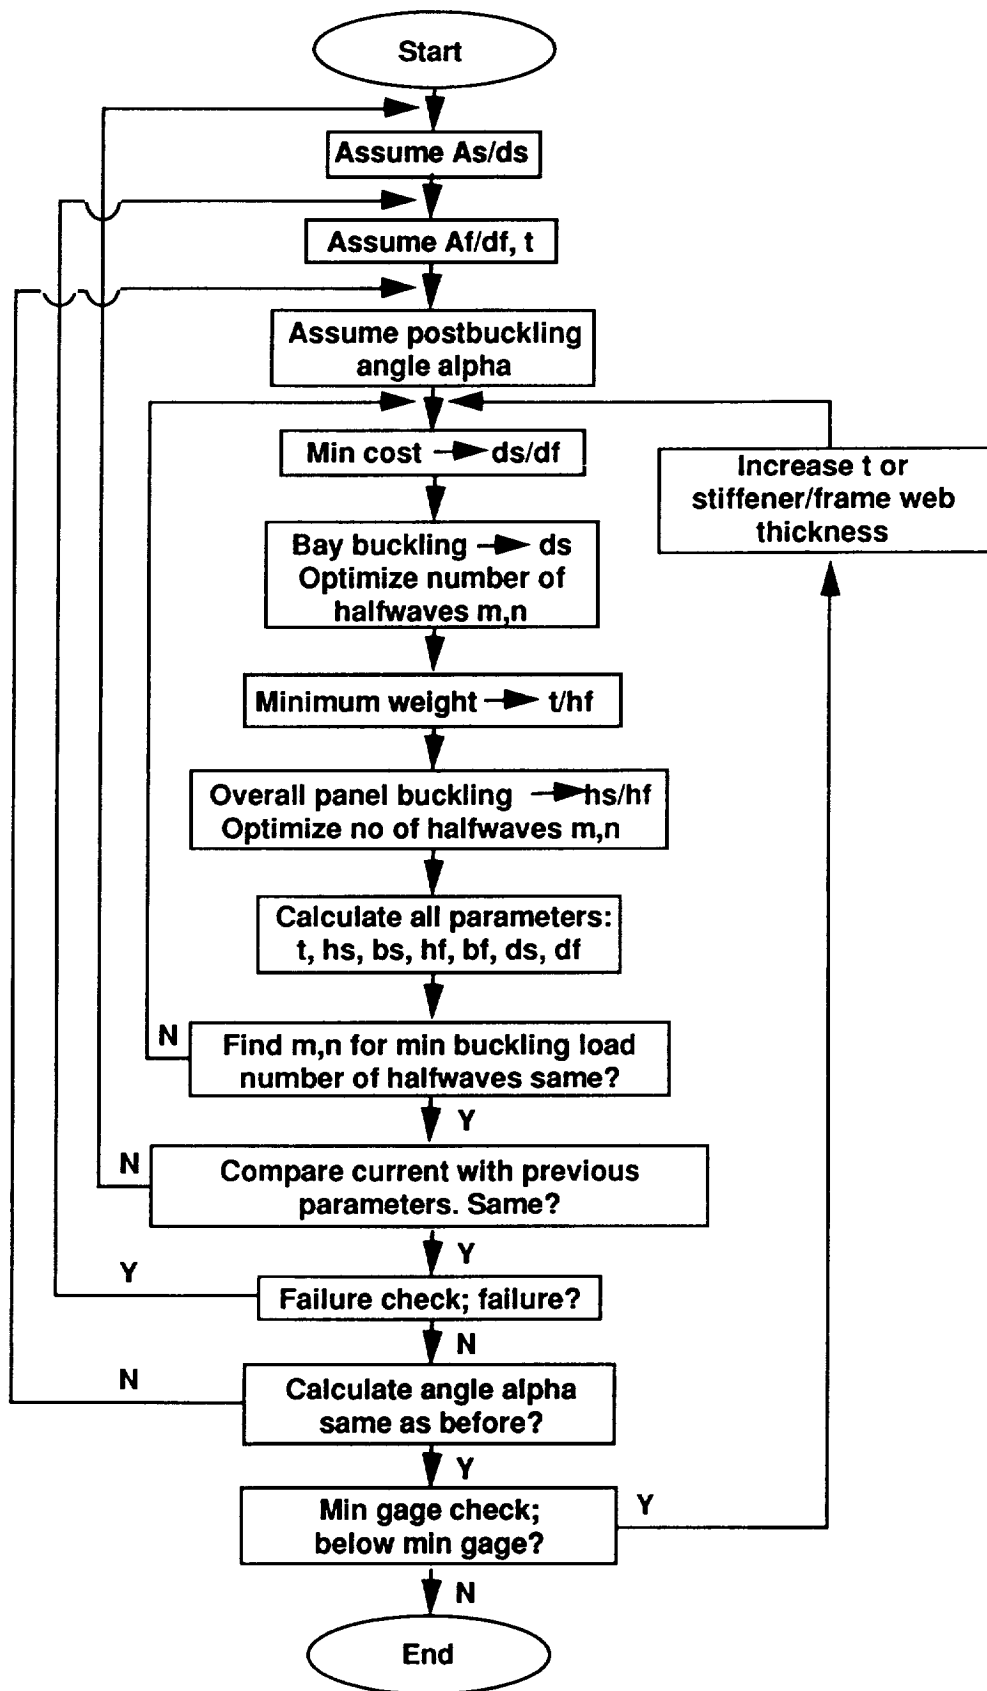 Start
Assume As/ds
Assume Af/df, t
Assume postbuckling
angle alpha
Min cost → ds/df
Increase t or
stiffener/frame web
thickness
Bay buckling → ds
Optimize number of
halfwaves m,n
Minimum weight → t/hf
Overall panel buckling → hs/hf
Optimize no of halfwaves m,n
Calculate all parameters:
t, hs, bs, hf, bf, ds, df
N
Find m,n for min buckling load
number of halfwaves same?
Y
N
Compare current with previous
parameters. Same?
Y
Y
Failure check; failure?
N
N
Calculate angle alpha
same as before?
Y
Min gage check;
below min gage?
Y
N
End